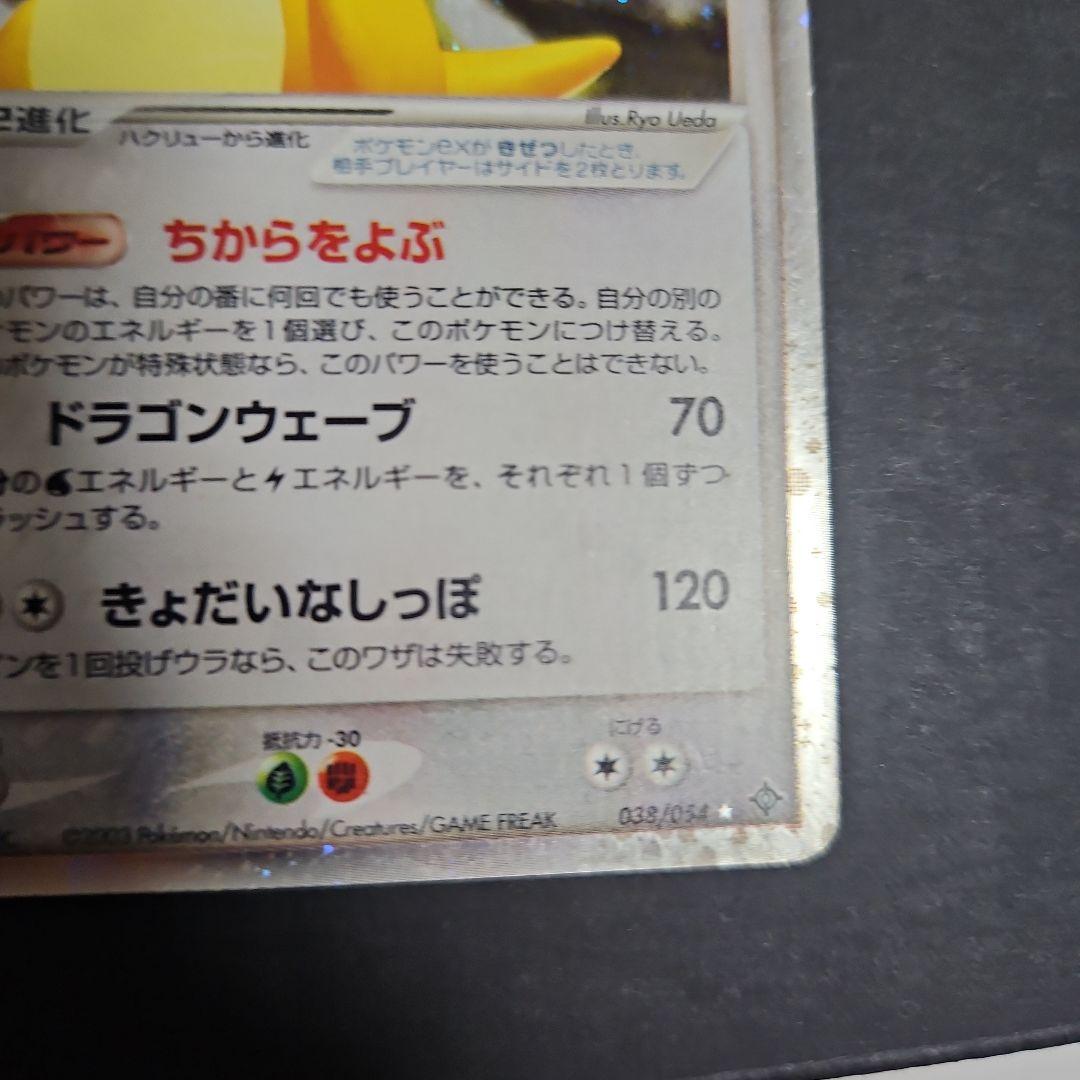 2進化
Illus. Ryo Ueda
ハクリューから進化
ポケモンexが きぜつしたとき、
相手プレイヤーはサイドを2枚とります。
パワー ちからをよぶ
パワーは、自分の番に何回でも使うことができる。自分の別の
モンのエネルギーを1個選び、このポケモンにつけ替える。
ポケモンが特殊状態なら、このパワーを使うことはできない。
ドラゴンウェーブ 70
のエネルギーとエネルギーを、それぞれ1個ずつ
ラッシュする。
きょだいなしっぽ 120
ンを1回投げウラなら、このワザは失敗する。
抵抗力 -30
にげる
©2003 Pokémon/Nintendo/Creatures/GAME FREAK
038/054 ★